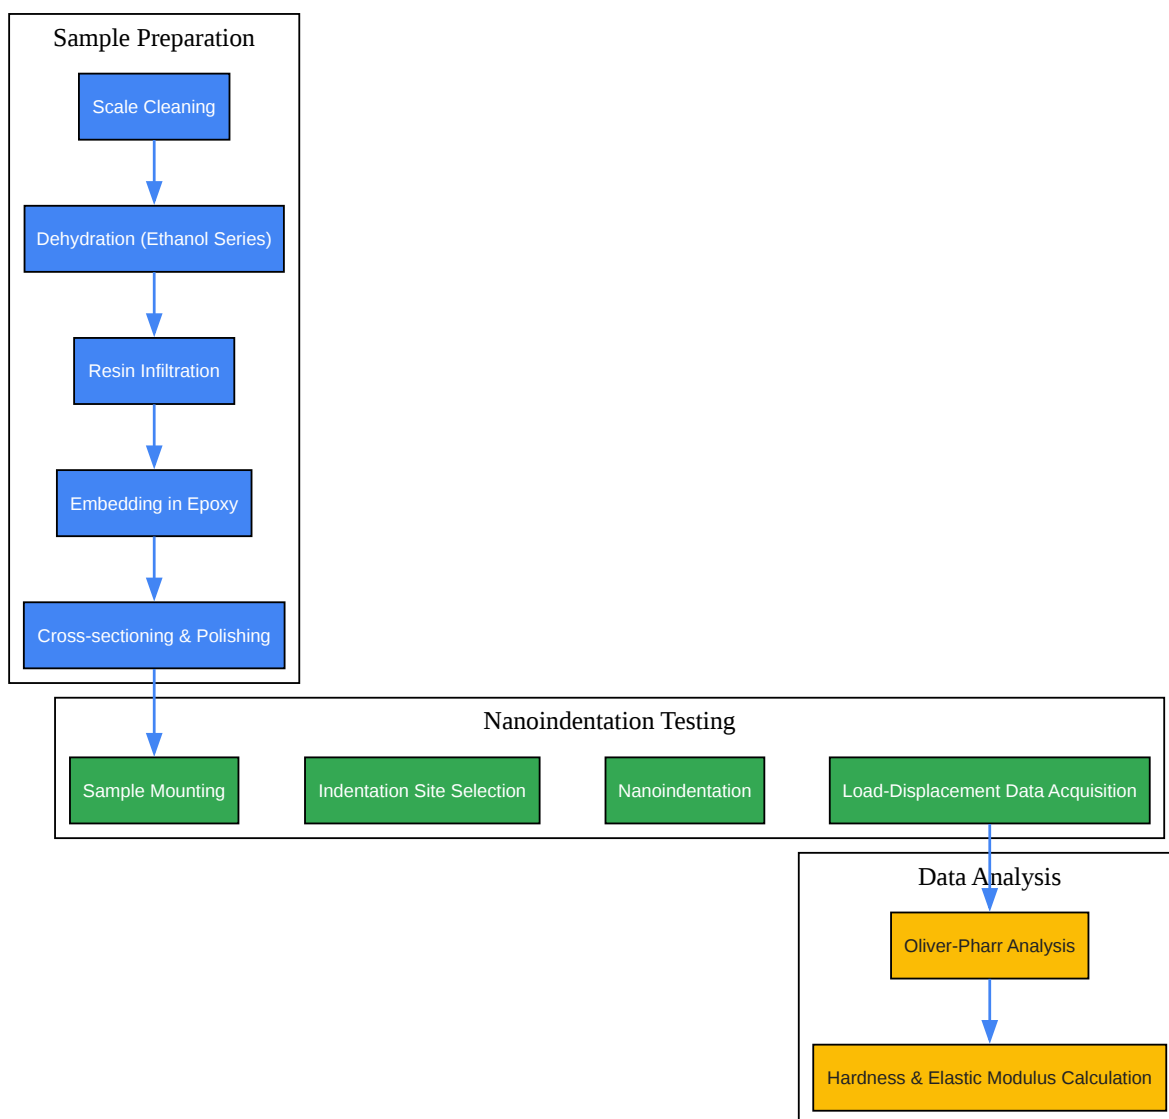 Sample Preparation
Scale Cleaning
Dehydration (Ethanol Series)
Resin Infiltration
Embedding in Epoxy
Cross-sectioning & Polishing
Nanoindentation Testing
Sample Mounting
Indentation Site Selection
Nanoindentation
Load-Displacement Data Acquisition
Data Analysis
Oliver-Pharr Analysis
Hardness & Elastic Modulus Calculation